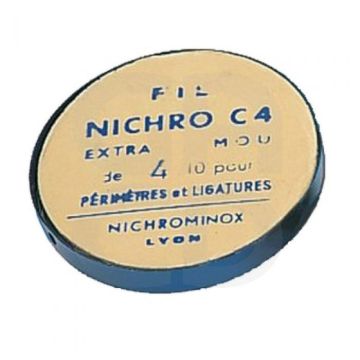 FIL
NICHRO C4
EXTRA MOU
de 4 10 pour
PÉRIMÈTRES et LIGATURES
NICHROMINOX
LYON